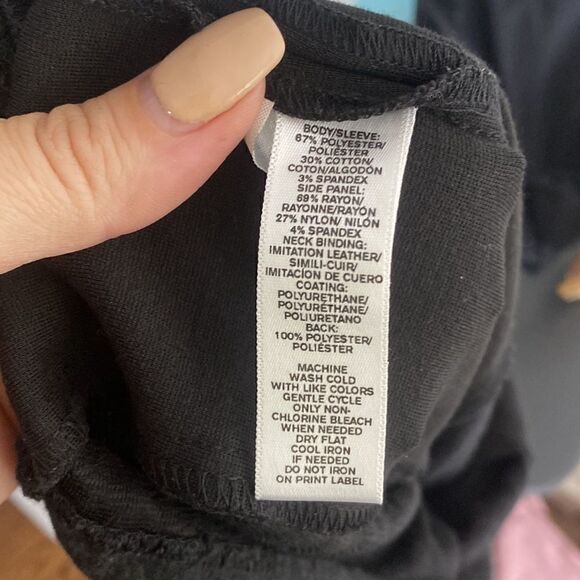 BODY/SLEEVE:
67% POLYESTER/
POLIÉSTER
30% COTTON/
COTON/ALGODÓN
3% SPANDEX
SIDE PANEL:
69% RAYON/
RAYONNE/RAYÓN
27% NYLON/ NILÓN
4% SPANDEX
NECK BINDING:
IMITATION LEATHER/
SIMILI-CUIR/
IMITACIÓN DE CUERO
COATING:
POLYURETHANE/
POLYURÉTHANE/
POLIURETANO
BACK:
100% POLYESTER/
POLIÉSTER
MACHINE
WASH COLD
WITH LIKE COLORS
GENTLE CYCLE
ONLY NON-
CHLORINE BLEACH
WHEN NEEDED
DRY FLAT
COOL IRON
IF NEEDED
DO NOT IRON
ON PRINT LABEL